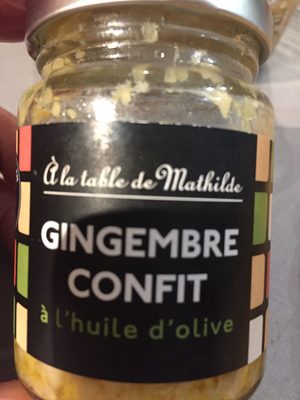 À la table de Mathilde
GINGEMBRE
CONFIT
à l'huile d'olive